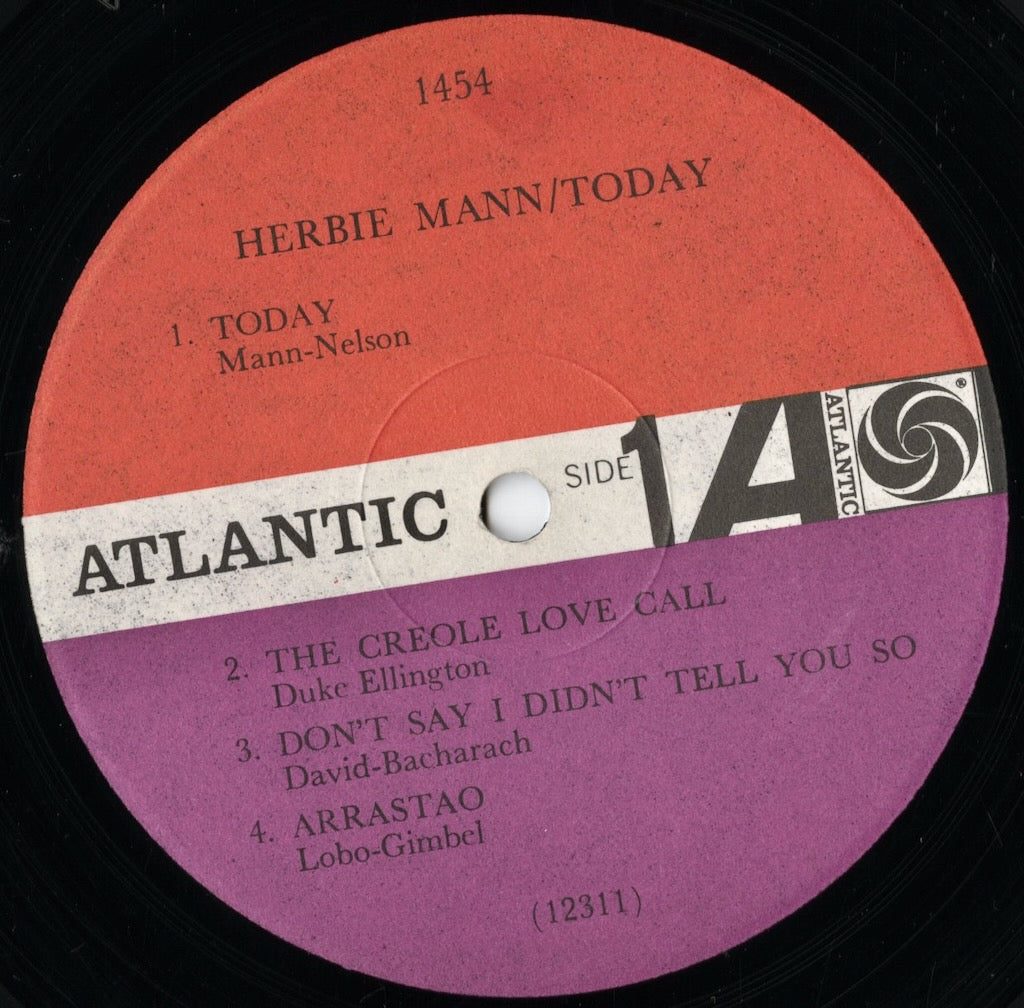 1454
HERBIE MANN/TODAY
1. TODAY
Mann-Nelson
ATLANTIC
SIDE 1
A
ATLANTIC
®
2. THE CREOLE LOVE CALL
Duke Ellington
3. DON'T SAY I DIDN'T TELL YOU SO
David-Bacharach
4. ARRASTAO
Lobo-Gimbel
(12311)